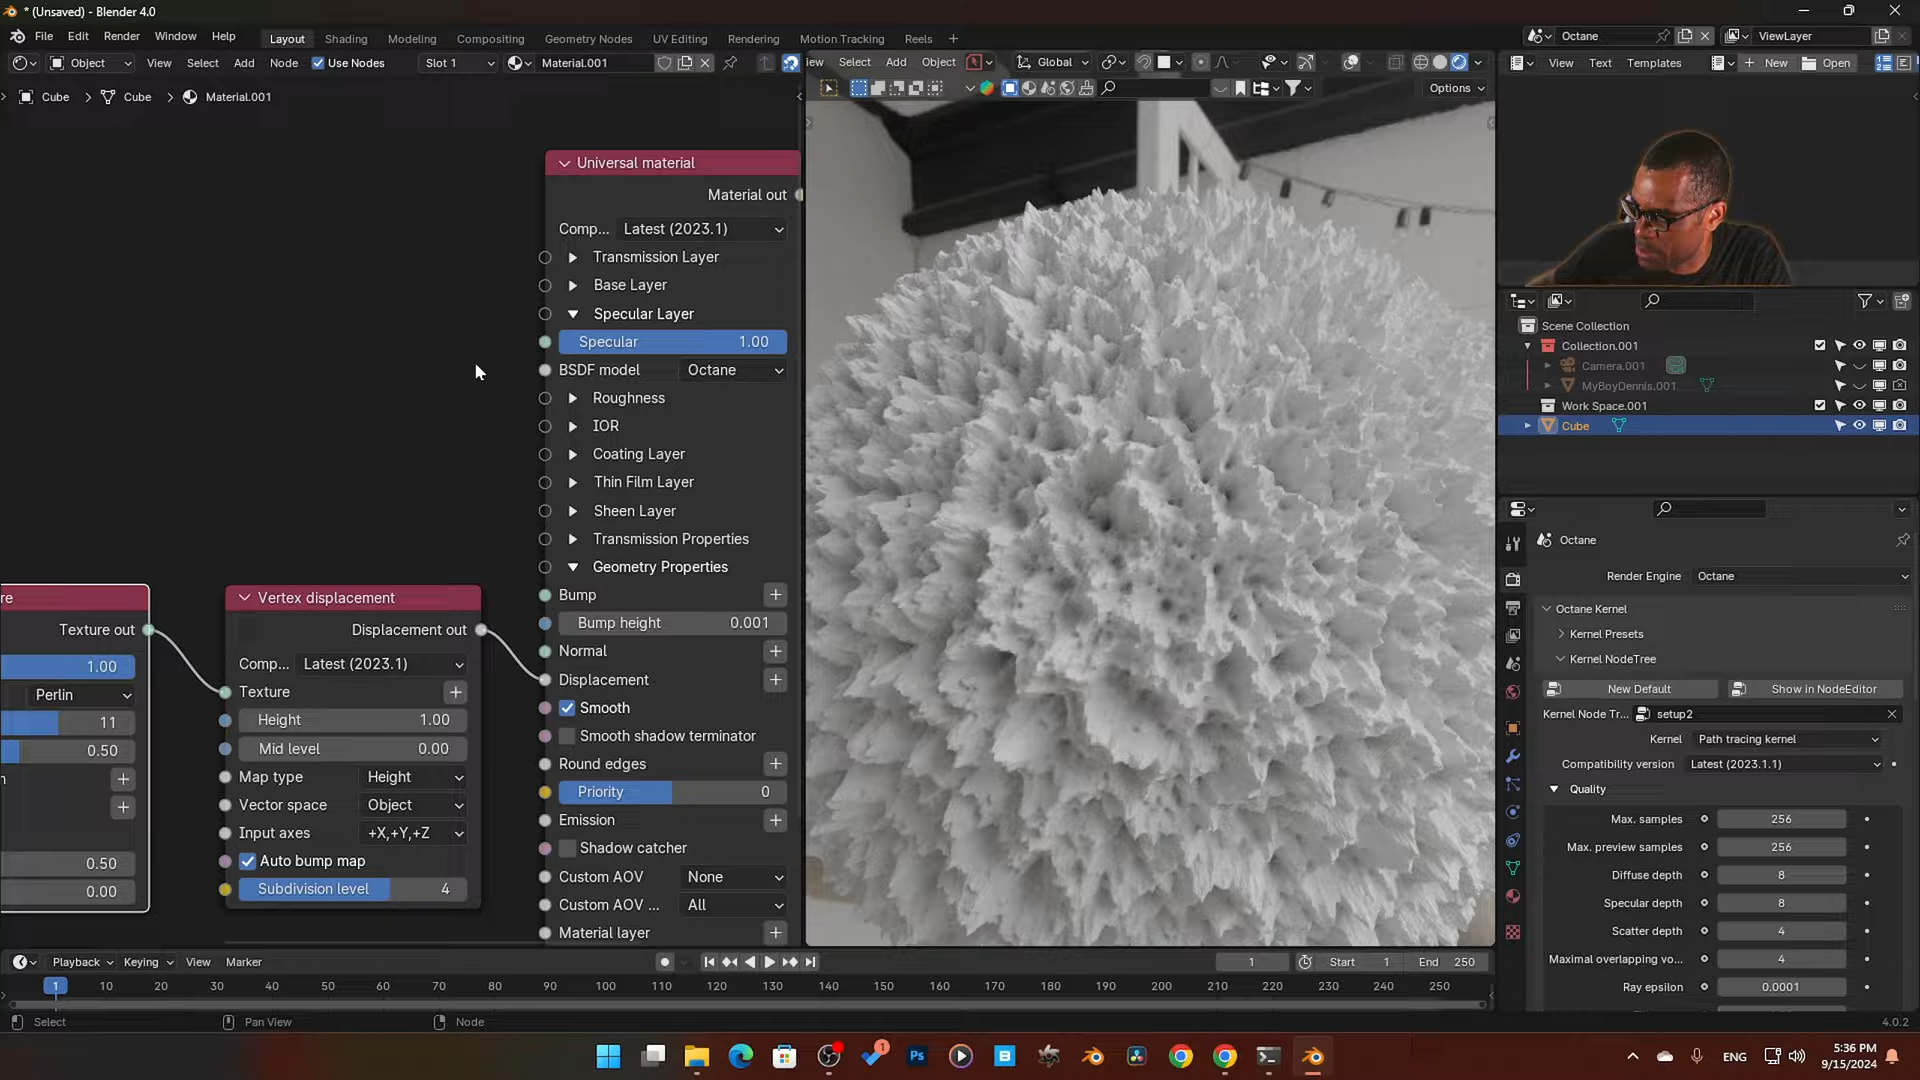 * (Unsaved) - Blender 4.0
File Edit Render Window Help
Layout Shading Modeling Compositing Geometry Nodes UV Editing Rendering Motion Tracking Reels +
Octane
ViewLayer
Object View Select Add Node Use Nodes Slot 1 Material.001
iew Select Add Object Global
View Text Templates New Open
Cube > Cube > Material.001
Options
Universal material
Material out
Comp... Latest (2023.1)
Transmission Layer
Base Layer
Specular Layer
Specular 1.00
BSDF model Octane
Roughness
IOR
Coating Layer
Thin Film Layer
Sheen Layer
Transmission Properties
Geometry Properties
Bump
Bump height 0.001
Normal
Displacement
Smooth
Smooth shadow terminator
Round edges
Priority 0
Emission
Shadow catcher
Custom AOV None
Custom AOV ... All
Material layer
re
Texture out
1.00
Perlin
11
0.50
n
0.50
0.00
Vertex displacement
Displacement out
Comp... Latest (2023.1)
Texture
Height 1.00
Mid level 0.00
Map type Height
Vector space Object
Input axes +X,+Y,+Z
Auto bump map
Subdivision level 4
Scene Collection
Collection.001
Camera.001
MyBoyDennis.001
Work Space.001
Cube
Octane
Render Engine Octane
Octane Kernel
Kernel Presets
Kernel NodeTree
New Default Show in NodeEditor
Kernel Node Tr... setup2
Kernel Path tracing kernel
Compatibility version Latest (2023.1.1)
Quality
Max. samples 256
Max. preview samples 256
Diffuse depth 8
Specular depth 8
Scatter depth 4
Maximal overlapping vo... 4
Ray epsilon 0.0001
Playback Keying View Marker
1 Start 1 End 250
1 10 20 30 40 50 60 70 80 90 100 110 120 130 140 150 160 170 180 190 200 210 220 230 240 250
Select Pan View Node
4.0.2
Ps
1
ENG
5:36 PM
9/15/2024